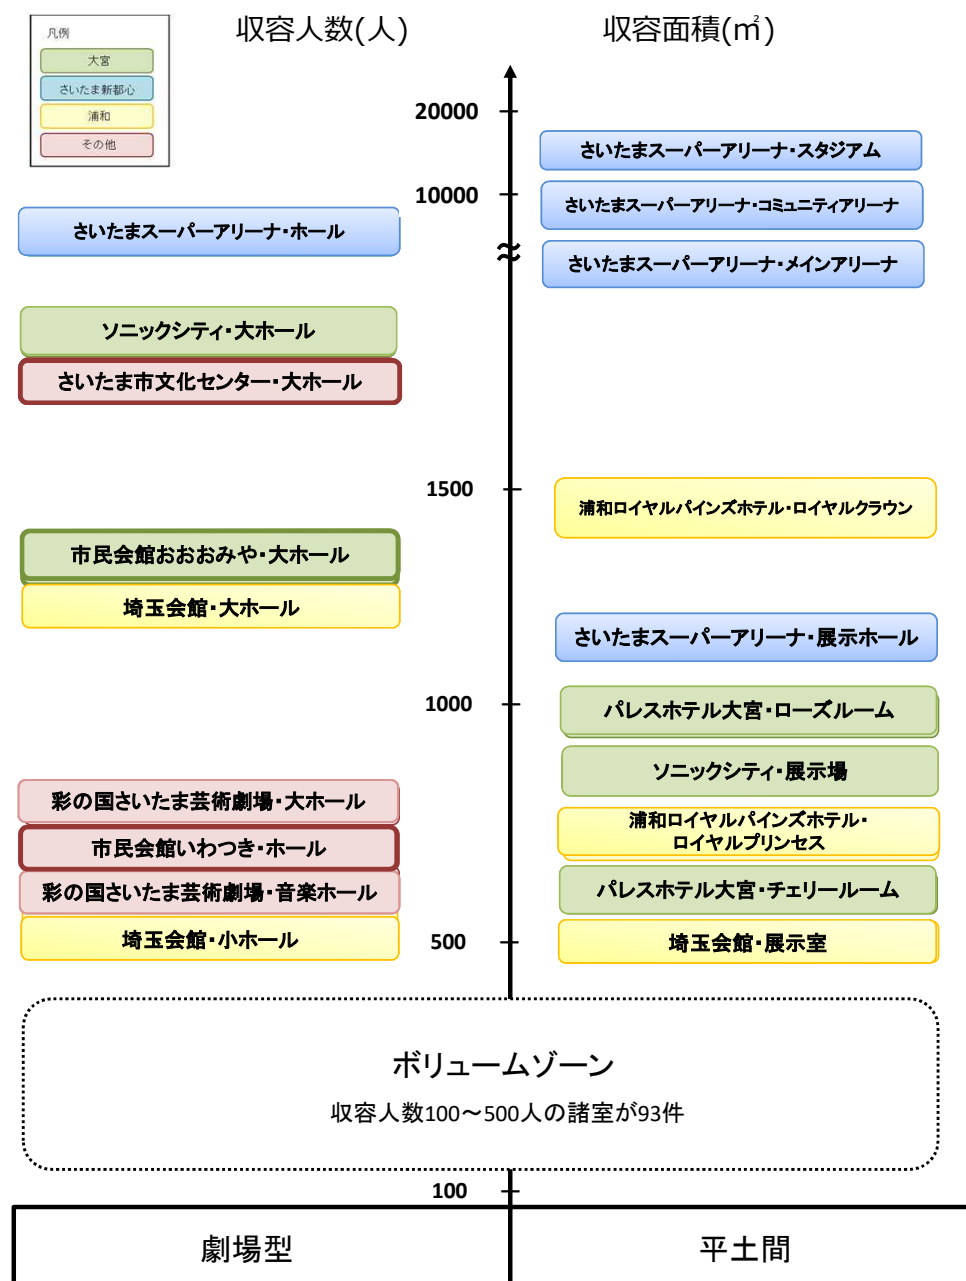 凡例
大宮
さいたま新都心
浦和
その他
収容人数(人)
収容面積(㎡)
20000
さいたまスーパーアリーナ・スタジアム
10000
さいたまスーパーアリーナ・コミュニティアリーナ
さいたまスーパーアリーナ・ホール
さいたまスーパーアリーナ・メインアリーナ
ソニックシティ・大ホール
さいたま市文化センター・大ホール
1500
浦和ロイヤルパインズホテル・ロイヤルクラウン
市民会館おおおみや・大ホール
埼玉会館・大ホール
さいたまスーパーアリーナ・展示ホール
1000
パレスホテル大宮・ローズルーム
ソニックシティ・展示場
彩の国さいたま芸術劇場・大ホール
浦和ロイヤルパインズホテル・
ロイヤルプリンセス
市民会館いわつき・ホール
彩の国さいたま芸術劇場・音楽ホール
パレスホテル大宮・チェリールーム
埼玉会館・小ホール
500
埼玉会館・展示室
ボリュームゾーン
収容人数100～500人の諸室が93件
100
劇場型
平土間